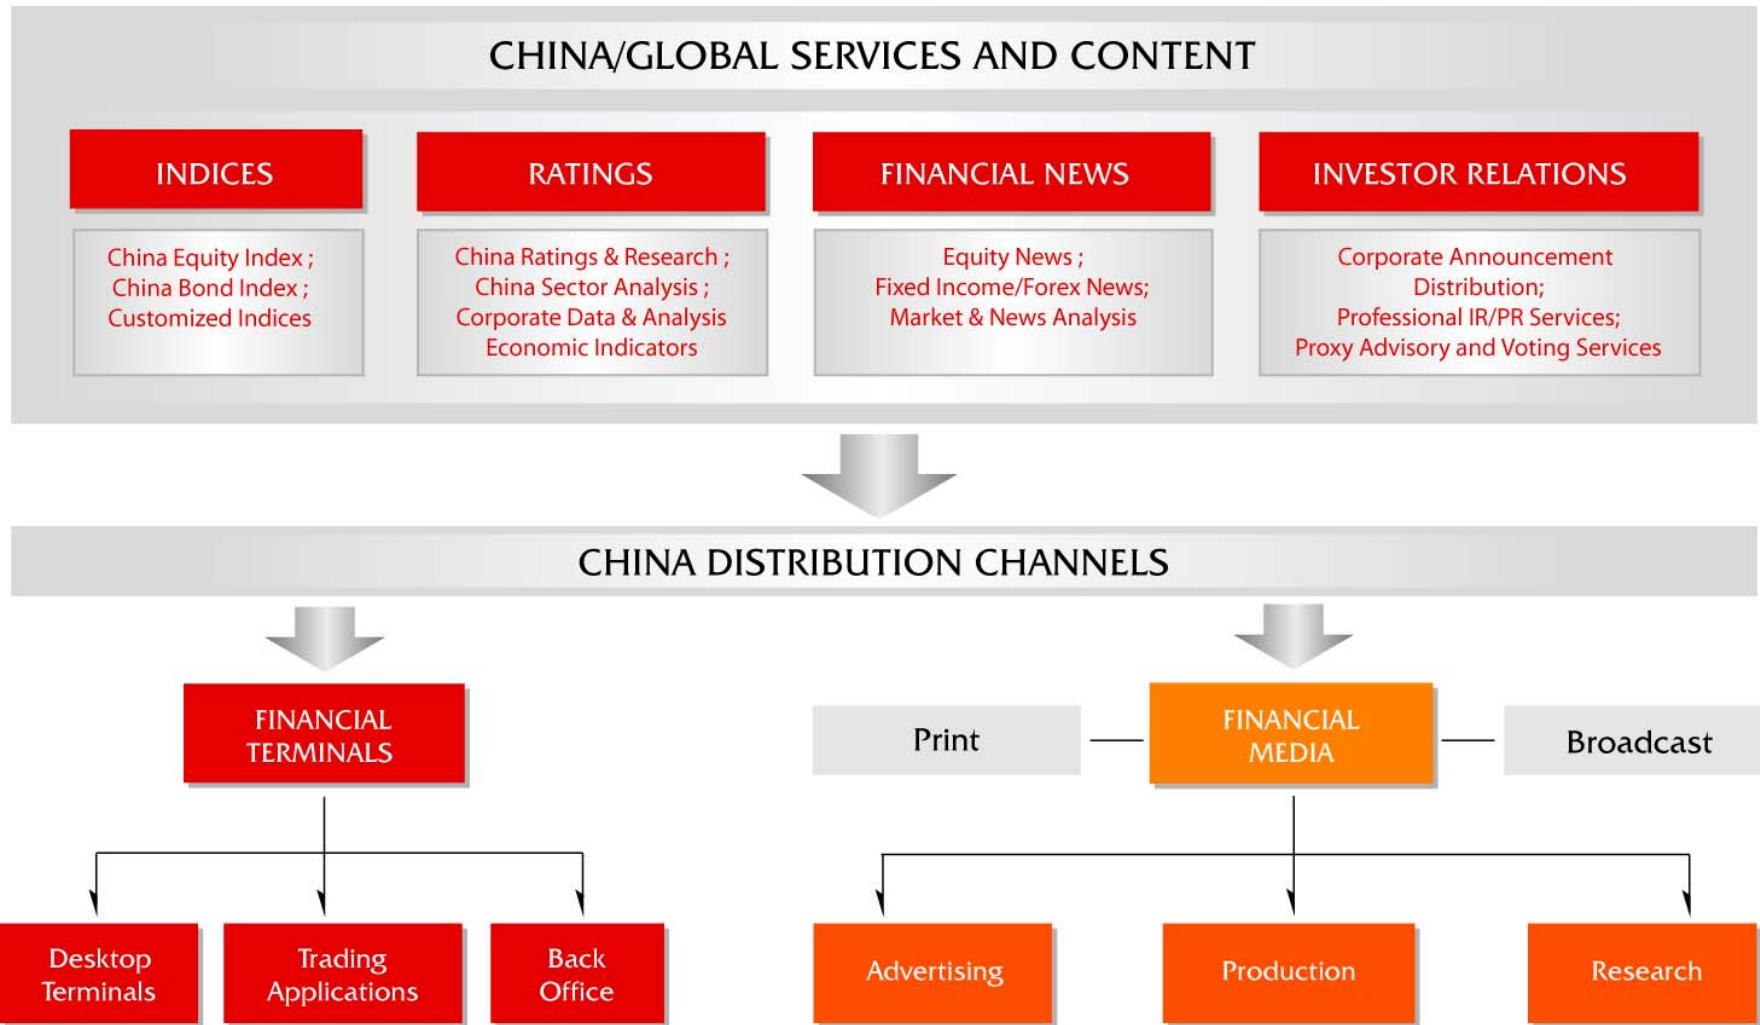 CHINA/GLOBAL SERVICES AND CONTENT
INDICES
China Equity Index ;
China Bond Index ;
Customized Indices
RATINGS
China Ratings & Research ;
China Sector Analysis ;
Corporate Data & Analysis
Economic Indicators
FINANCIAL NEWS
Equity News ;
Fixed Income/Forex News;
Market & News Analysis
INVESTOR RELATIONS
Corporate Announcement
Distribution;
Professional IR/PR Services;
Proxy Advisory and Voting Services
CHINA DISTRIBUTION CHANNELS
FINANCIAL
TERMINALS
Desktop
Terminals
Trading
Applications
Back
Office
Print
FINANCIAL
MEDIA
Broadcast
Advertising
Production
Research